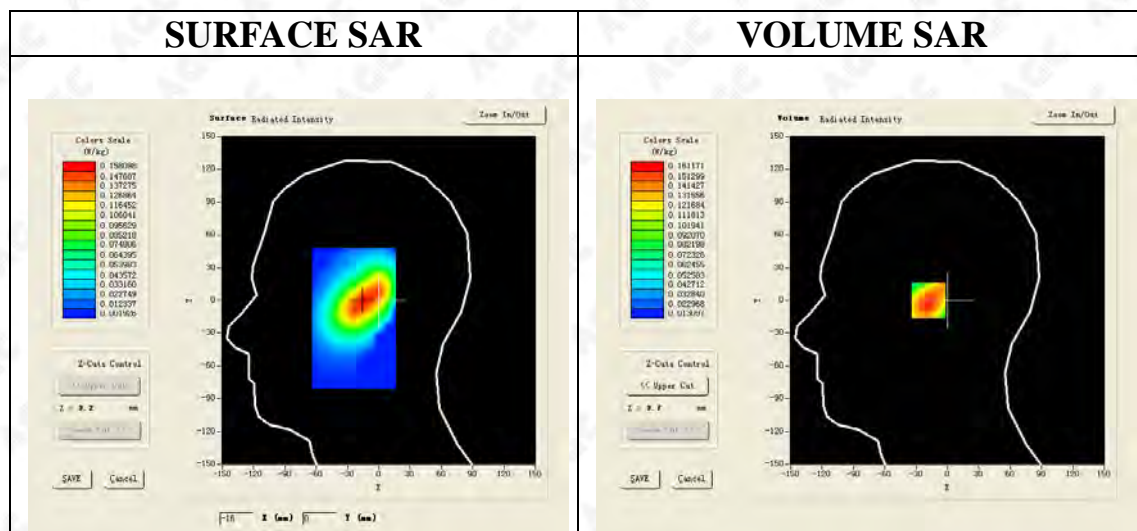 SURFACE SAR
VOLUME SAR
Surface Radiated Intensity
Zoom In/Out
Colors Scale
(W/kg)
0.158098
0.147687
0.137275
0.126864
0.116452
0.106041
0.095629
0.085218
0.074806
0.064395
0.053983
0.043572
0.033160
0.022749
0.012337
0.001926
150
120
90
60
30
0
-30
-60
-90
-120
-150
-150 -120 -90 -60 -30 0 30 60 90 120 150
Z-Cuts Control
mm
SAVE
Cancel
-16 X (mm) 0 Y (mm)
Volume Radiated Intensity
Zoom In/Out
Colors Scale
(W/kg)
0.161171
0.151299
0.141427
0.131556
0.121684
0.111813
0.101941
0.092070
0.082198
0.072326
0.062455
0.052583
0.042712
0.032840
0.022968
150
120
90
60
30
0
-30
-60
-90
-120
-150
-150 -120 -90 -60 -30 0 30 60 90 120 150
Z-Cuts Control
<< Upper Cut
mm
SAVE
Cancel
AGC